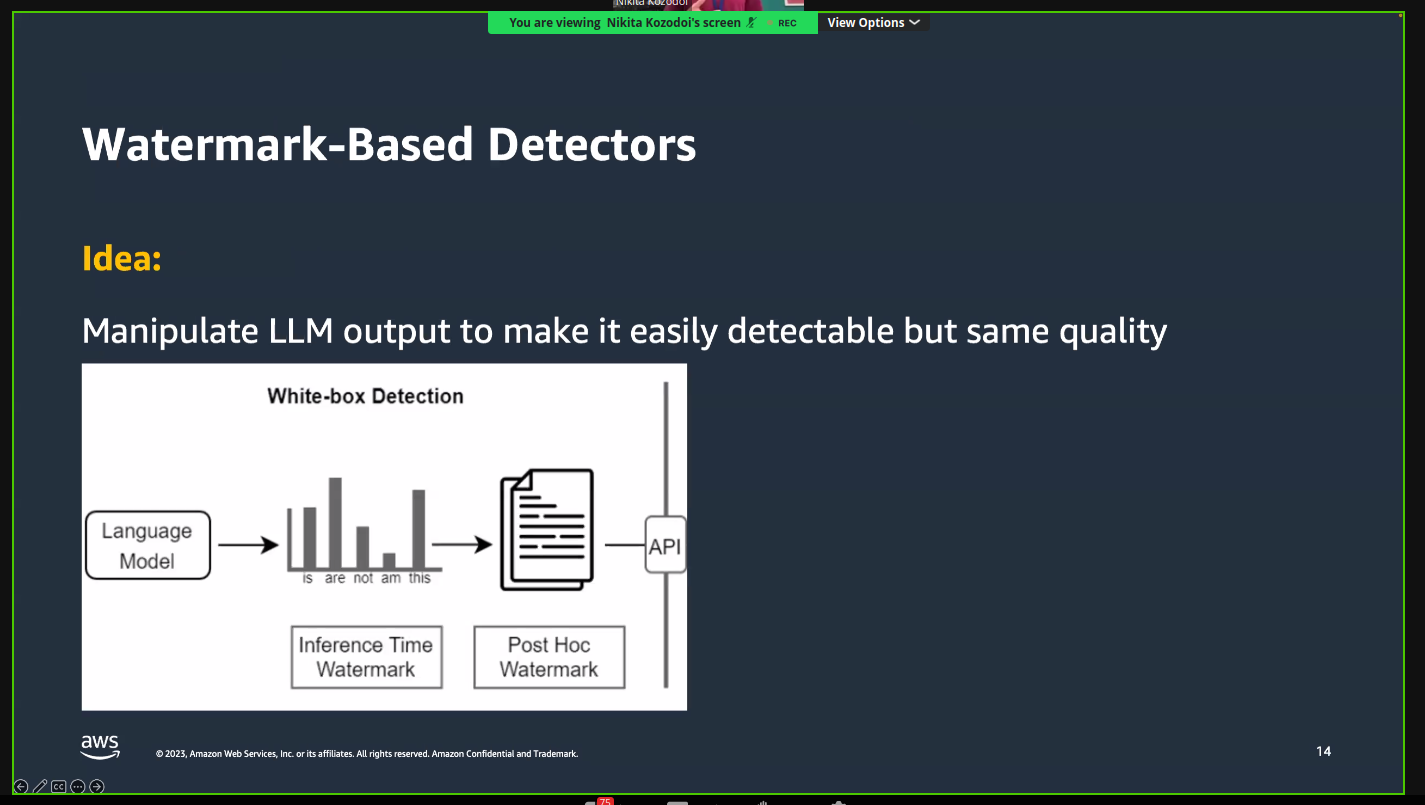 Nikita Kozodoi
You are viewing Nikita Kozodoi's screen
REC
View Options
Watermark-Based Detectors
Idea:
Manipulate LLM output to make it easily detectable but same quality
White-box Detection
Language
Model
is are not am this
API
Inference Time
Watermark
Post Hoc
Watermark
aws
© 2023, Amazon Web Services, Inc. or its affiliates. All rights reserved. Amazon Confidential and Trademark.
14
CC
75